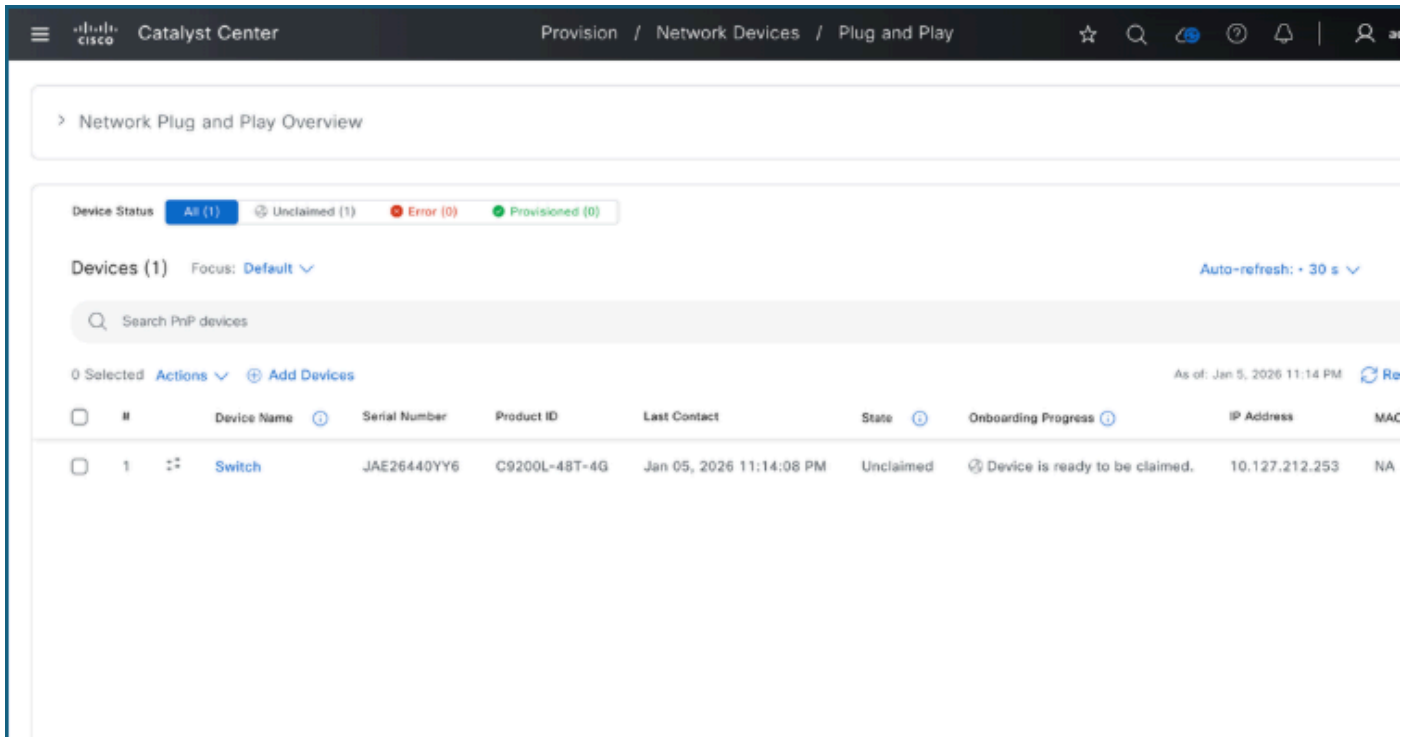 CISCO Catalyst Center Provision / Network Devices / Plug and Play
> Network Plug and Play Overview
Device Status All (1) Unclaimed (1) Error (0) Provisioned (0)
Devices (1) Focus: Default Auto-refresh: • 30 s
Search PnP devices
0 Selected Actions Add Devices As of: Jan 5, 2026 11:14 PM Re
# Device Name Serial Number Product ID Last Contact State Onboarding Progress IP Address MAC
1 Switch JAE26440YY6 C9200L-48T-4G Jan 05, 2026 11:14:08 PM Unclaimed Device is ready to be claimed. 10.127.212.253 NA